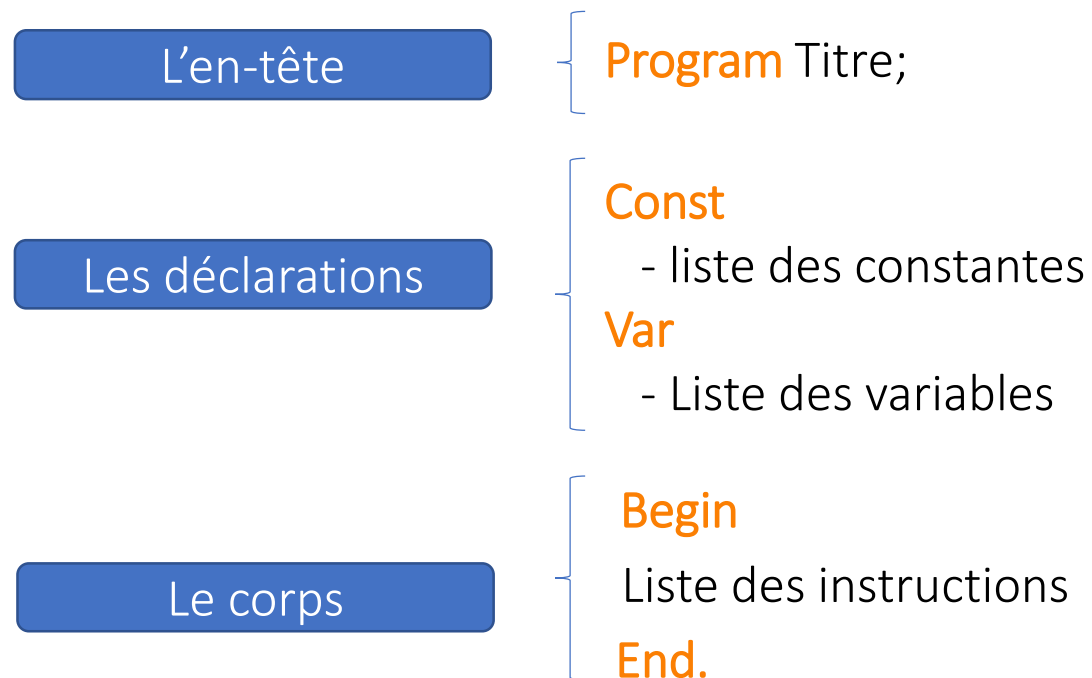 L'en-tête
Program Titre;
Les déclarations
Const
- liste des constantes
Var
- Liste des variables
Le corps
Begin
Liste des instructions
End.